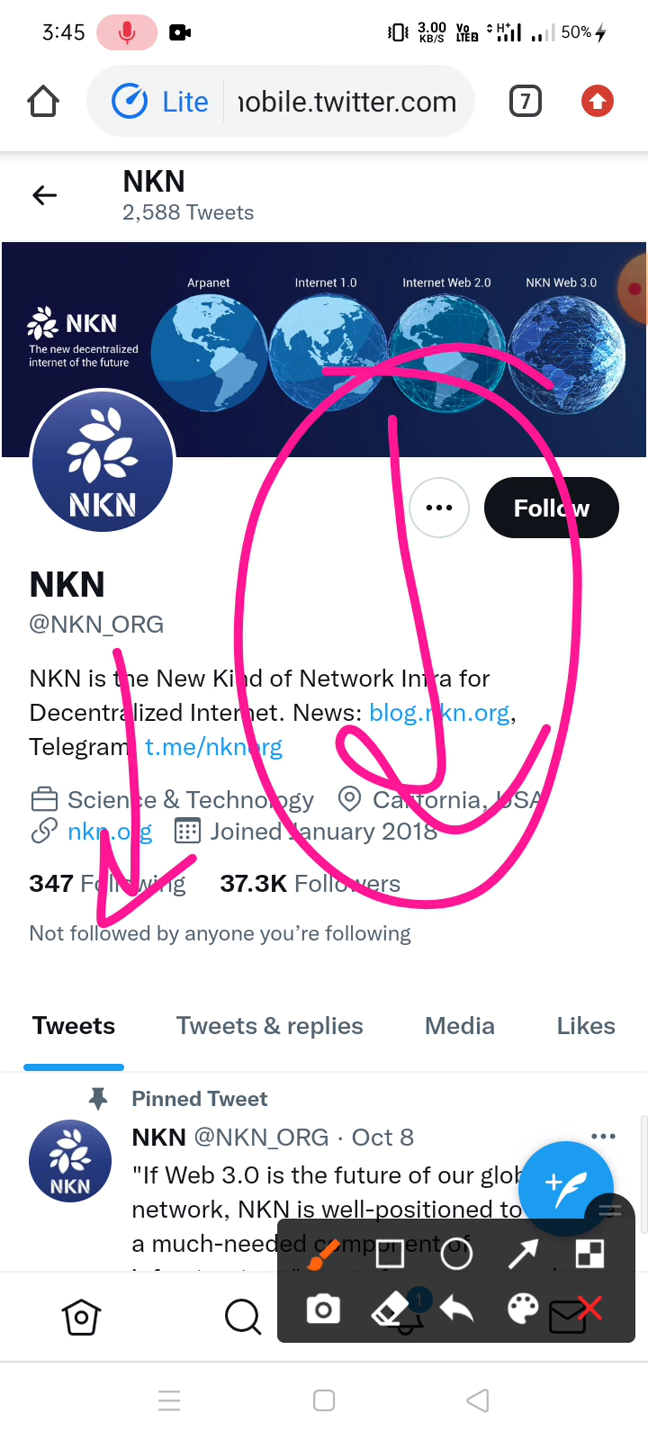 3:45 3.00 KB/S Vo LTE2 H+ 50%
Lite nobile.twitter.com 7
NKN
2,588 Tweets
Arpanet Internet 1.0 Internet Web 2.0 NKN Web 3.0
NKN
The new decentralized
internet of the future
NKN
Follow
NKN
@NKN_ORG
NKN is the New Kind of Network Infra for
Decentralized Internet. News: blog.nkn.org,
Telegram: t.me/nknorg
Science & Technology California, USA
nkn.org Joined January 2018
347 Following 37.3K Followers
Not followed by anyone you’re following
Tweets Tweets & replies Media Likes
Pinned Tweet
NKN @NKN_ORG · Oct 8
NKN
"If Web 3.0 is the future of our
network, NKN is well-positioned to
a much-needed component of
1